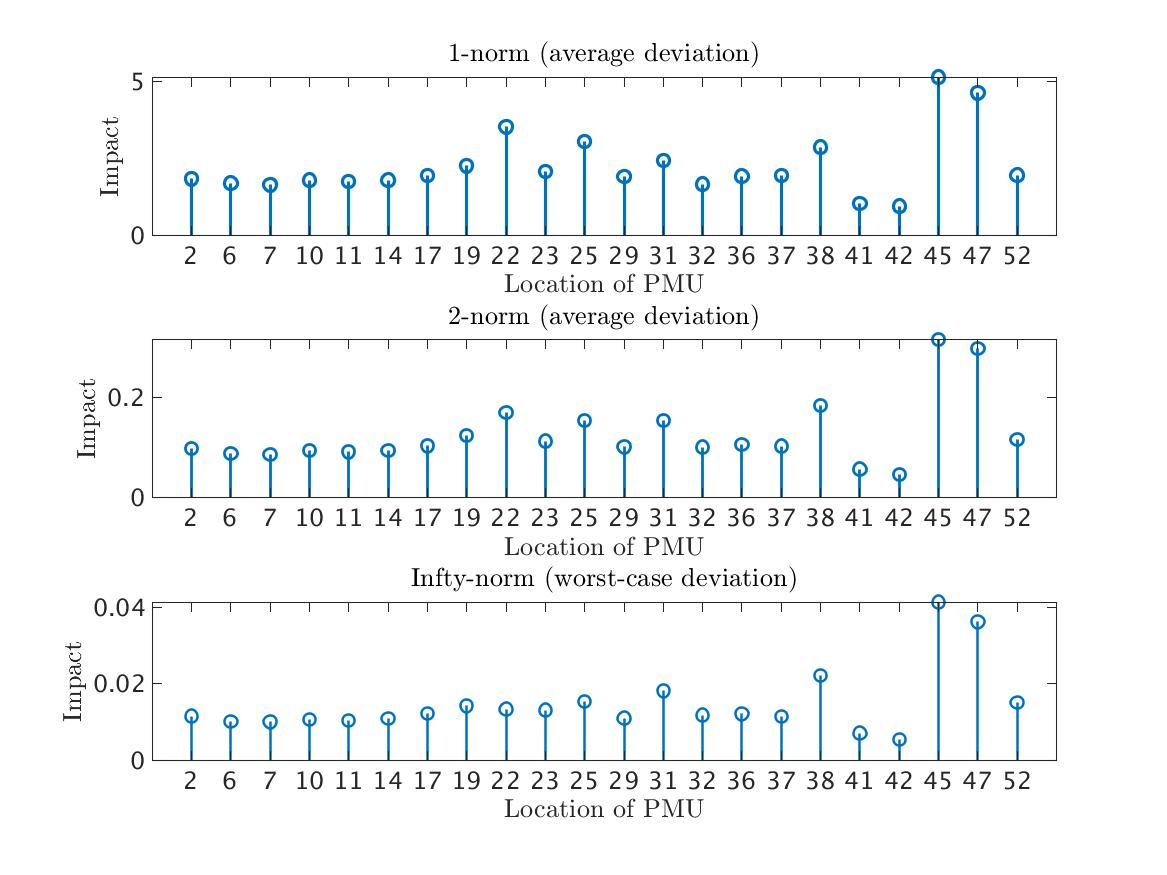 1-norm (average deviation)
5
Impact
0
2 6 7 10 11 14 17 19 22 23 25 29 31 32 36 37 38 41 42 45 47 52
Location of PMU
2-norm (average deviation)
0.2
Impact
0
2 6 7 10 11 14 17 19 22 23 25 29 31 32 36 37 38 41 42 45 47 52
Location of PMU
Infty-norm (worst-case deviation)
0.04
Impact
0.02
0
2 6 7 10 11 14 17 19 22 23 25 29 31 32 36 37 38 41 42 45 47 52
Location of PMU